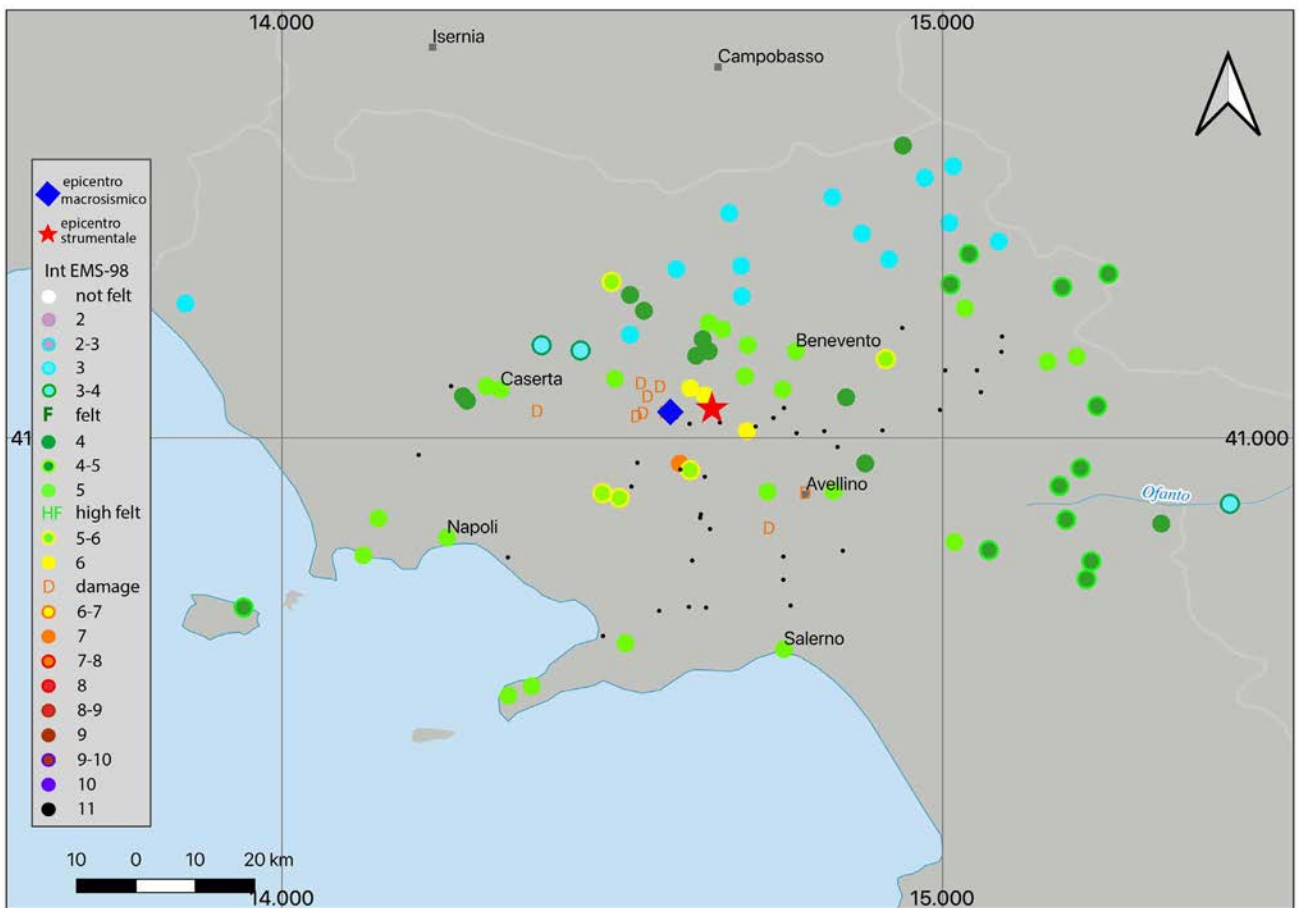 14.000
15.000
Isernia
Campobasso
epicentro
macrosismico
epicentro
strumentale
Int EMS-98
not felt
2
2-3
3
3-4
F felt
4
4-5
5
HF high felt
5-6
6
D damage
6-7
7
7-8
8
8-9
9
9-10
10
11
Benevento
Caserta
D
D
D
D
D
D
41
41.000
Avellino
D
Ofanto
Napoli
D
Salerno
10 0 10 20 km
14.000
15.000